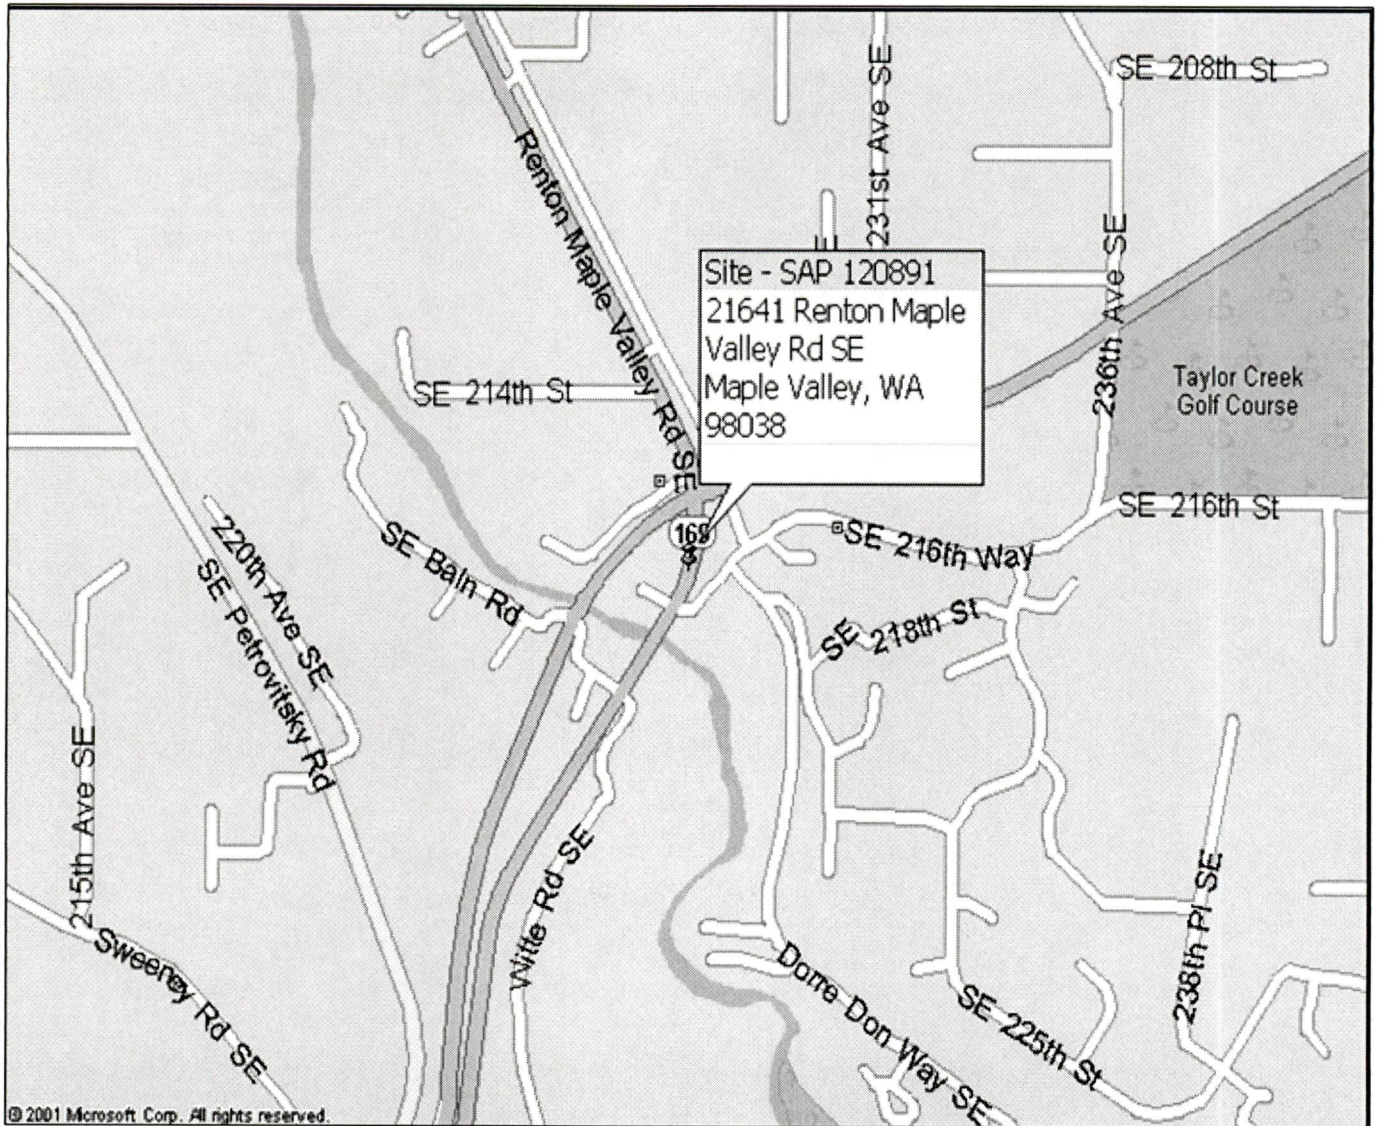 SE 208th St
231st Ave SE
Renton Maple Valley Rd SE
236th Ave SE
Site - SAP 120891
21641 Renton Maple
Valley Rd SE
Maple Valley, WA
98038
Taylor Creek
Golf Course
SE 214th St
SE 216th St
169
SE 216th Way
SE Bain Rd
220th Ave SE
SE Petrovitsky Rd
SE 218th St
215th Ave SE
Witte Rd SE
238th Pl SE
Sweeney Rd SE
Dorre Don Way SE
SE 225th St
© 2001 Microsoft Corp. All rights reserved.